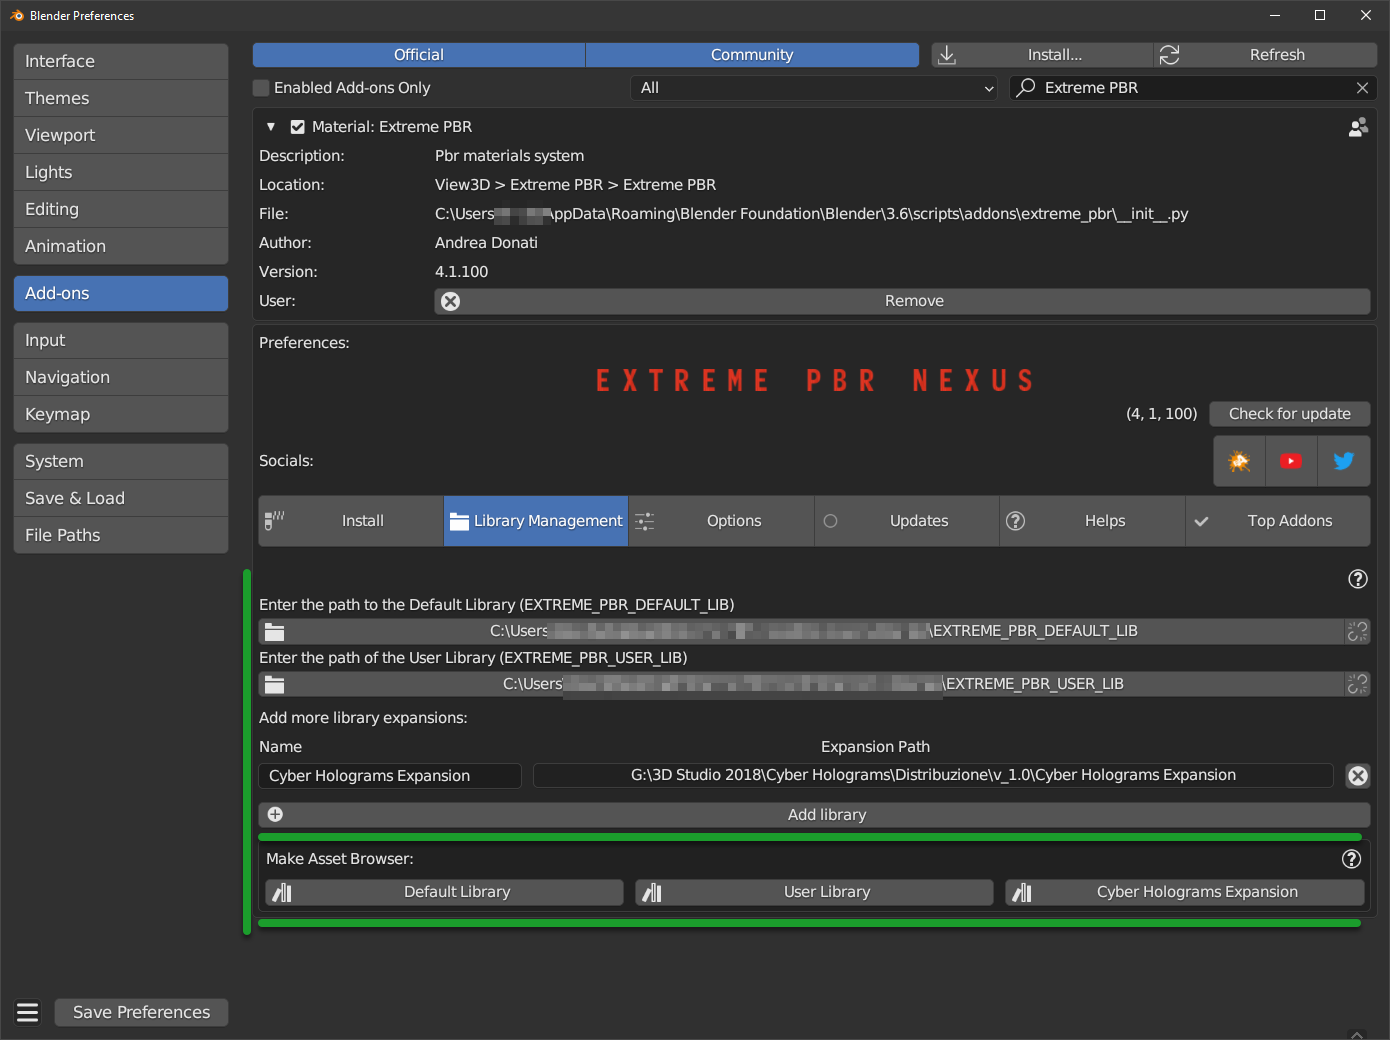 Blender Preferences
Interface
Themes
Viewport
Lights
Editing
Animation
Add-ons
Input
Navigation
Keymap
System
Save & Load
File Paths
Save Preferences
Official Community Install... Refresh
Enabled Add-ons Only All Extreme PBR
Material: Extreme PBR
Description: Pbr materials system
Location: View3D > Extreme PBR > Extreme PBR
File: C:\Users AppData\Roaming\Blender Foundation\Blender\3.6\scripts\addons\extreme_pbr\__init__.py
Author: Andrea Donati
Version: 4.1.100
User: Remove
Preferences:
EXTREME PBR NEXUS
(4, 1, 100) Check for update
Socials:
Install Library Management Options Updates Helps Top Addons
Enter the path to the Default Library (EXTREME_PBR_DEFAULT_LIB)
C:\Users \EXTREME_PBR_DEFAULT_LIB
Enter the path of the User Library (EXTREME_PBR_USER_LIB)
C:\Users \EXTREME_PBR_USER_LIB
Add more library expansions:
Name Expansion Path
Cyber Holograms Expansion G:\3D Studio 2018\Cyber Holograms\Distribuzione\v_1.0\Cyber Holograms Expansion
Add library
Make Asset Browser:
Default Library User Library Cyber Holograms Expansion